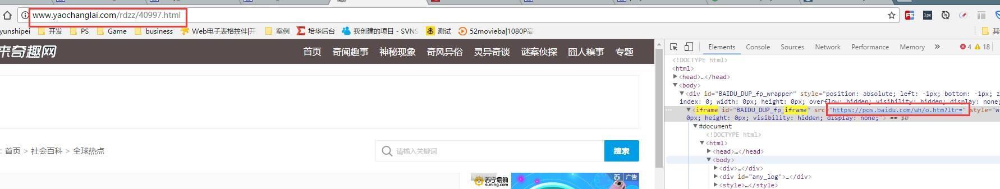 www.yaochanglai.com/rdzz/40997.html
yunshipei 开发 PS Game business Web电子表格控件|开 案例 培华后台 我创建的项目 - SVNS 测试 52movieba|1080P高
来奇趣网 首页 奇闻趣事 神秘现象 奇风异俗 灵异奇谈 谜案侦探 囧人糗事 专题
: 首页 > 社会百科 > 全球热点
请输入关键词
搜索
苏宁易购
suning.com
苏 广告
Elements Console Sources Network Performance Memory » 4 18
<!DOCTYPE html>
<html>
<head>…</head>
<body>
<div id="BAIDU_DUP_fp_wrapper" style="position: absolute; left: -1px; bottom: -1px; z
index: 0; width: 0px; height: 0px; overflow: hidden; visibility: hidden; display: none;
<iframe id="BAIDU_DUP_fp_iframe" src="https://pos.baidu.com/wh/o.htm?ltr=" style="w
0px; height: 0px; visibility: hidden; display: none;"> == $0
#document
<!DOCTYPE html>
<html>
<head>…</head>
<body>
<div>…</div>
<div id="any_log">…</div>
<style>…</style>